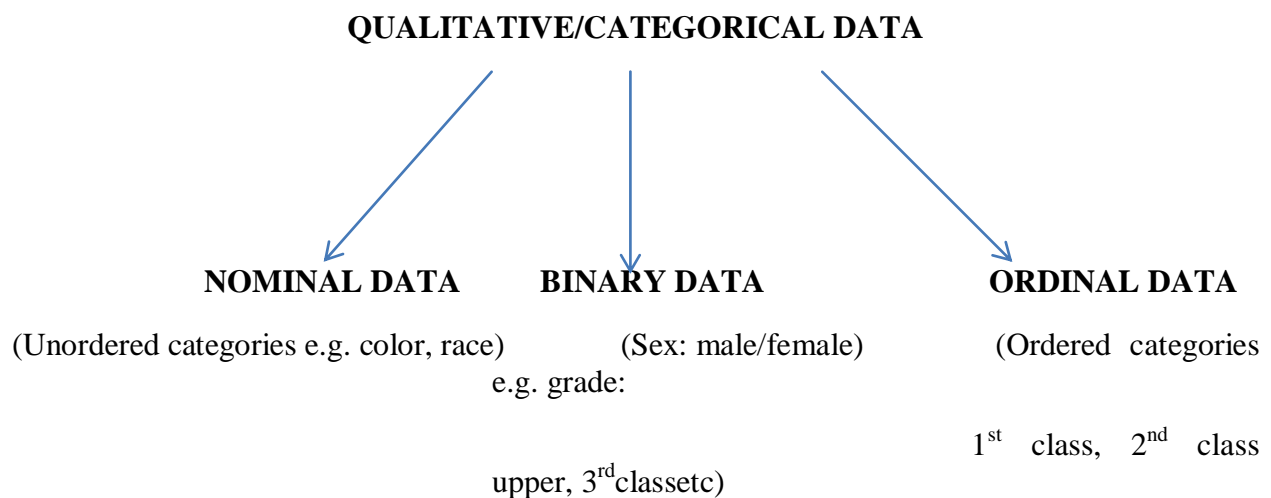 QUALITATIVE/CATEGORICAL DATA
NOMINAL DATA BINARY DATA ORDINAL DATA
(Unordered categories e.g. color, race) (Sex: male/female) (Ordered categories
e.g. grade:
1st class, 2nd class
upper, 3rdclassetc)